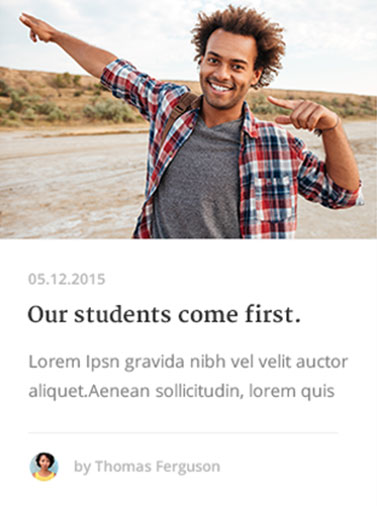 05.12.2015
Our students come first.
Lorem Ipsn gravida nibh vel velit auctor
aliquet.Aenean sollicitudin, lorem quis
by Thomas Ferguson